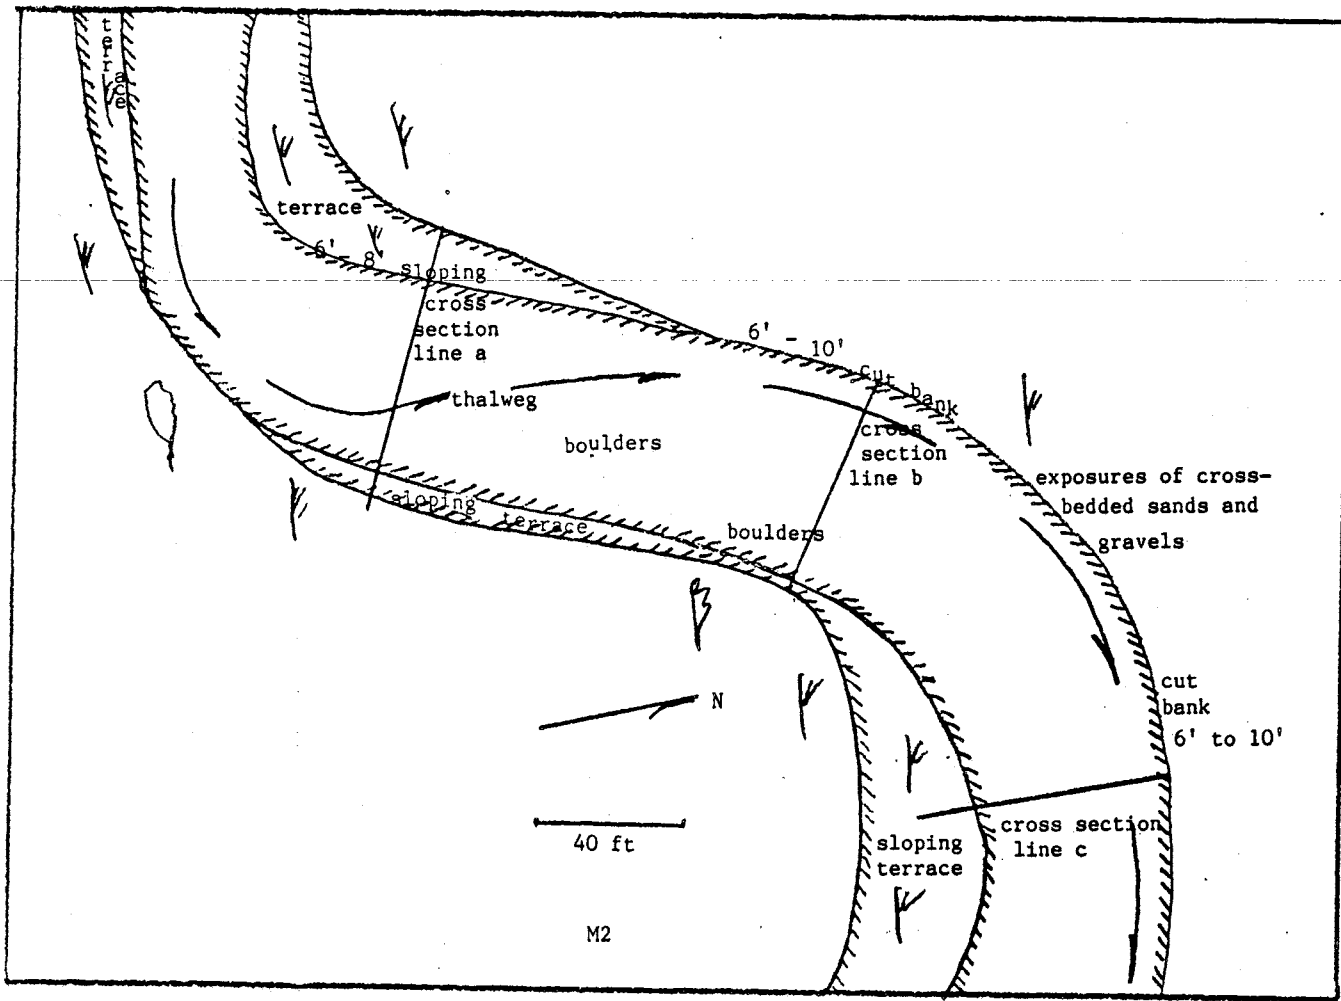 terrace
terrace
6' 8'
sloping
cross
section
line a
6' - 10'
cut bank
thalweg
cross
section
line b
boulders
exposures of cross-
bedded sands and
gravels
sloping
terrace
boulders
cut
bank
6' to 10'
N
40 ft
cross section
line c
sloping
terrace
M2